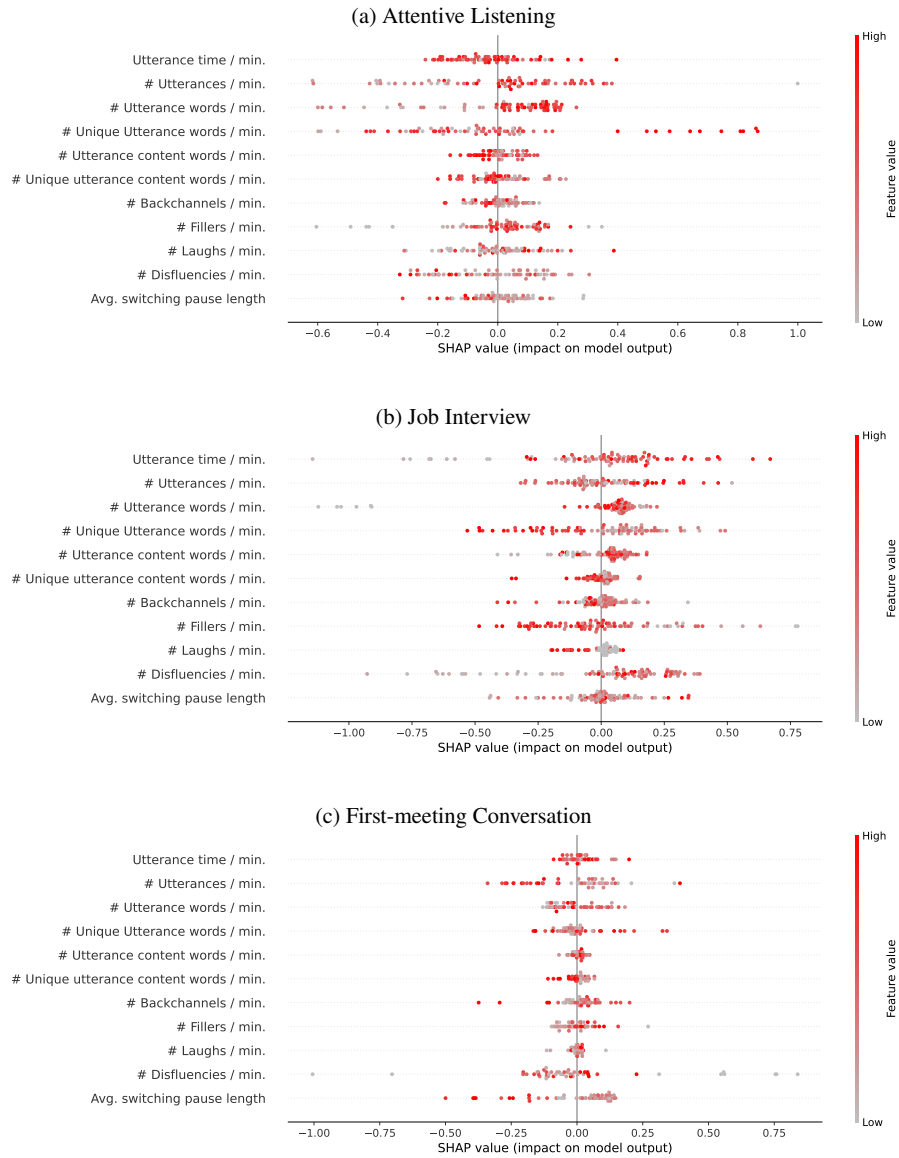 (a) Attentive Listening
High
Utterance time / min.
# Utterances / min.
# Utterance words / min.
# Unique Utterance words / min.
# Utterance content words / min.
# Unique utterance content words / min.
# Backchannels / min.
# Fillers / min.
# Laughs / min.
# Disfluencies / min.
Avg. switching pause length
Feature value
Low
−0.6 −0.4 −0.2 0.0 0.2 0.4 0.6 0.8 1.0
SHAP value (impact on model output)
(b) Job Interview
High
Utterance time / min.
# Utterances / min.
# Utterance words / min.
# Unique Utterance words / min.
# Utterance content words / min.
# Unique utterance content words / min.
# Backchannels / min.
# Fillers / min.
# Laughs / min.
# Disfluencies / min.
Avg. switching pause length
Feature value
Low
−1.00 −0.75 −0.50 −0.25 0.00 0.25 0.50 0.75
SHAP value (impact on model output)
(c) First-meeting Conversation
High
Utterance time / min.
# Utterances / min.
# Utterance words / min.
# Unique Utterance words / min.
# Utterance content words / min.
# Unique utterance content words / min.
# Backchannels / min.
# Fillers / min.
# Laughs / min.
# Disfluencies / min.
Avg. switching pause length
Feature value
Low
−1.00 −0.75 −0.50 −0.25 0.00 0.25 0.50 0.75
SHAP value (impact on model output)